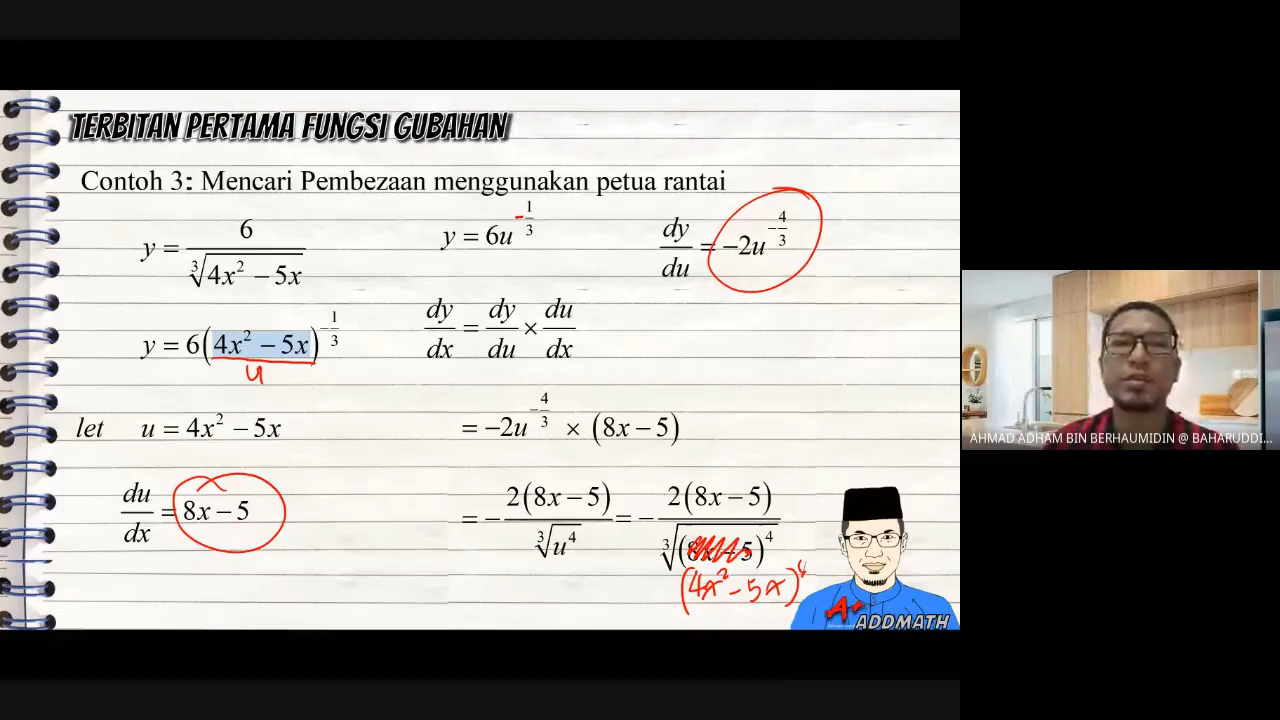 TERBITAN PERTAMA FUNGSI GUBAHAN
Contoh 3: Mencari Pembezaan menggunakan petua rantai
y = 6 / ∛(4x² − 5x)
y = 6(4x² − 5x)^(−1/3)
u
let u = 4x² − 5x
du/dx = 8x − 5
y = 6u^(-1/3)
dy/du = −2u^(−4/3)
dy/dx = dy/du × du/dx
= −2u^(−4/3) × (8x − 5)
= − 2(8x − 5) / ∛(u⁴) = − 2(8x − 5) / ∛((8x − 5)⁴)
(4x² − 5x)⁴
A+
ADDMATH
AHMAD ADHAM BIN BERHAUMIDIN @ BAHARUDDI...